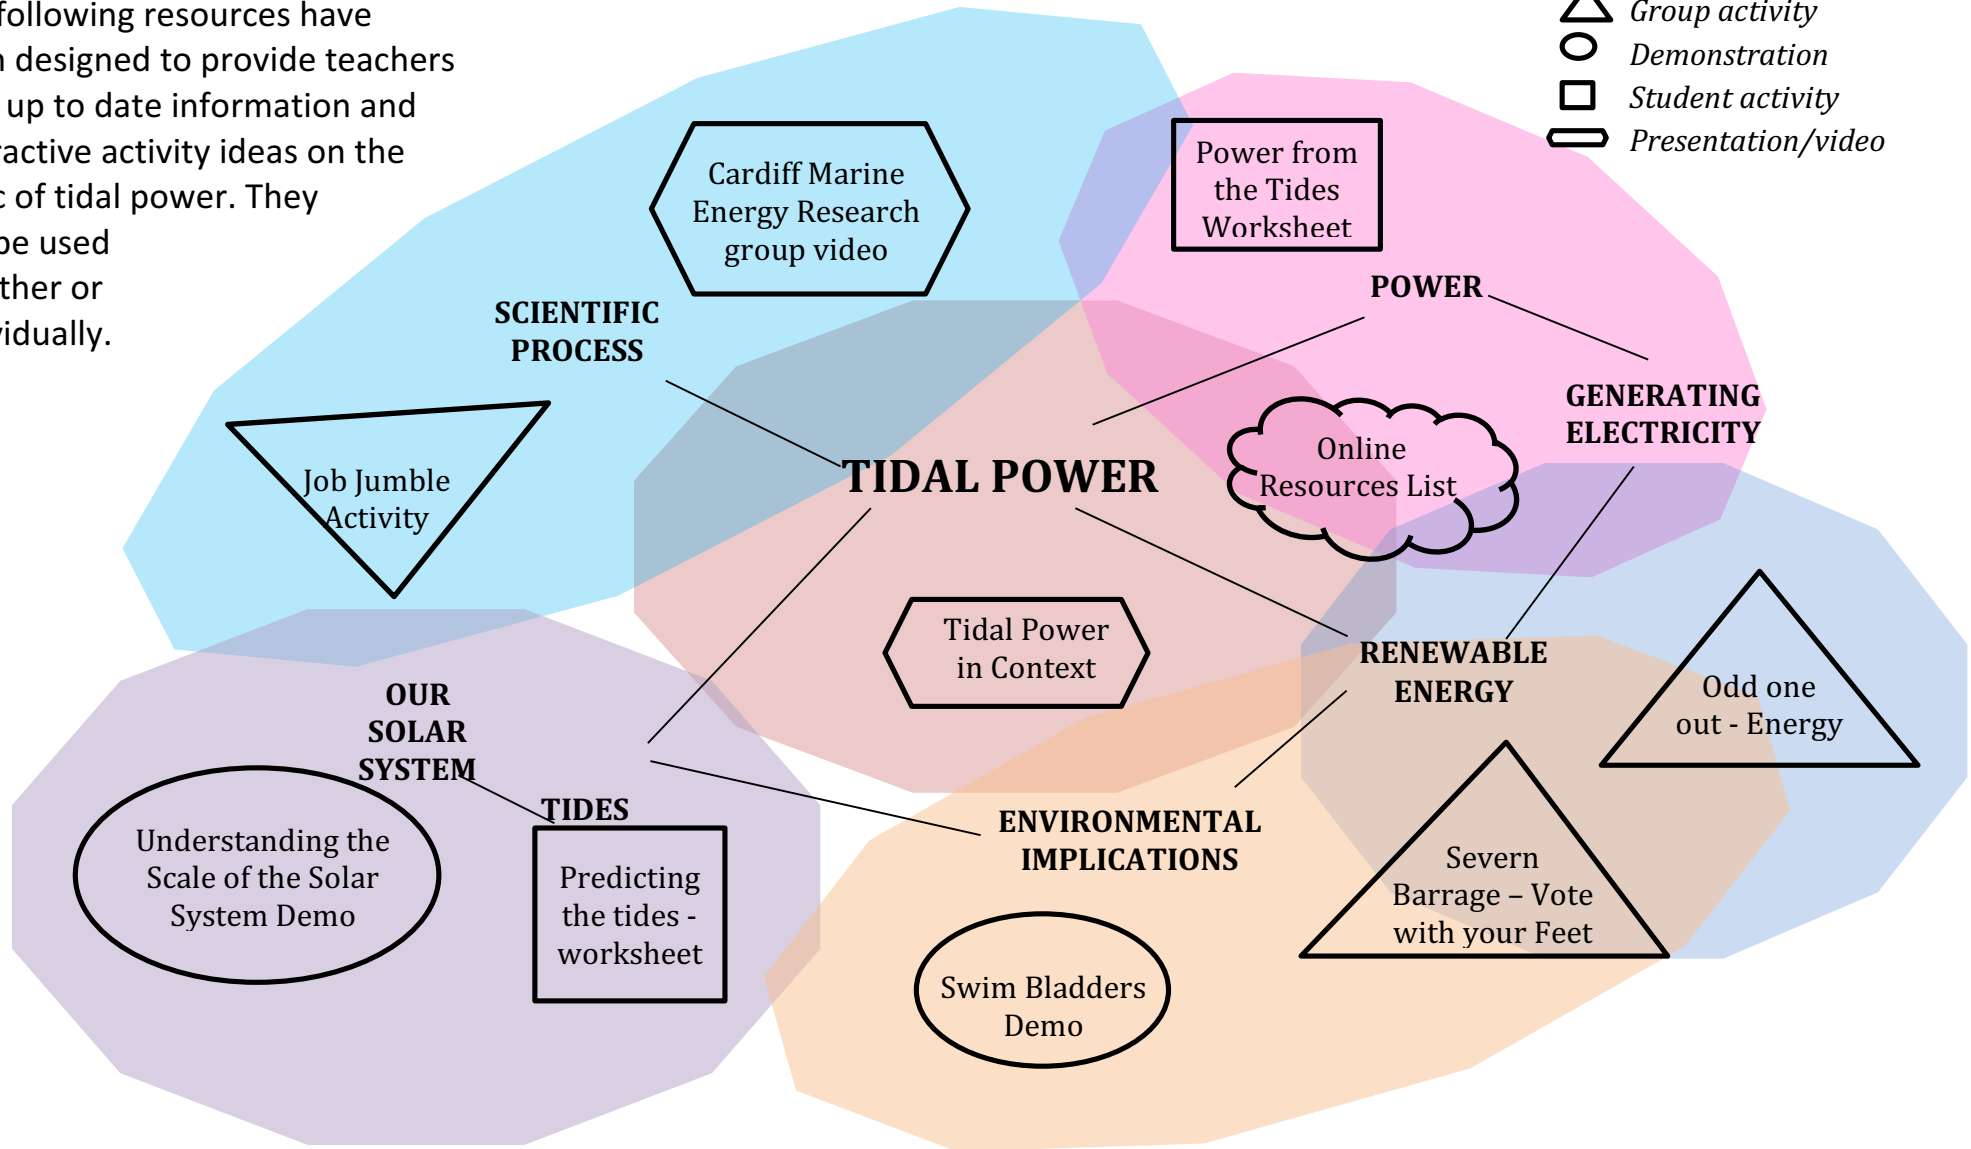 following resources have
designed to provide teachers
up to date information and
activity ideas on the
of tidal power. They
be used
or
Group activity
Demonstration
Student activity
Presentation/video
Cardiff Marine
Energy Research
group video
Power from
the Tides
Worksheet
POWER
SCIENTIFIC
PROCESS
GENERATING
ELECTRICITY
Online
Resources List
TIDAL POWER
Job Jumble
Activity
Tidal Power
in Context
RENEWABLE
ENERGY
Odd one
out - Energy
OUR
SOLAR
SYSTEM
TIDES
ENVIRONMENTAL
IMPLICATIONS
Understanding the
Scale of the Solar
System Demo
Predicting
the tides -
worksheet
Severn
Barrage – Vote
with your Feet
Swim Bladders
Demo